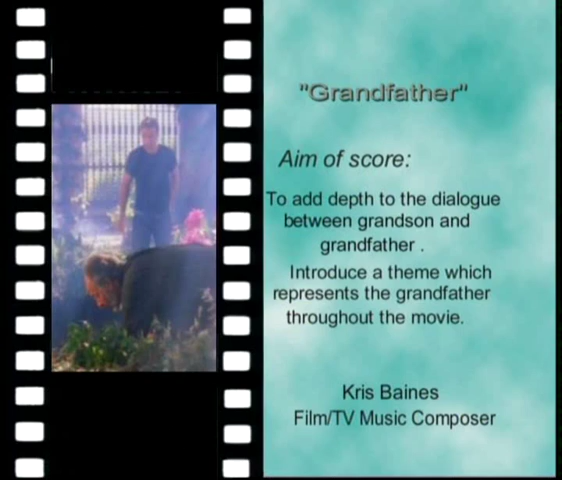 "Grandfather"
Aim of score:
To add depth to the dialogue
between grandson and
grandfather .
Introduce a theme which
represents the grandfather
throughout the movie.
Kris Baines
Film/TV Music Composer